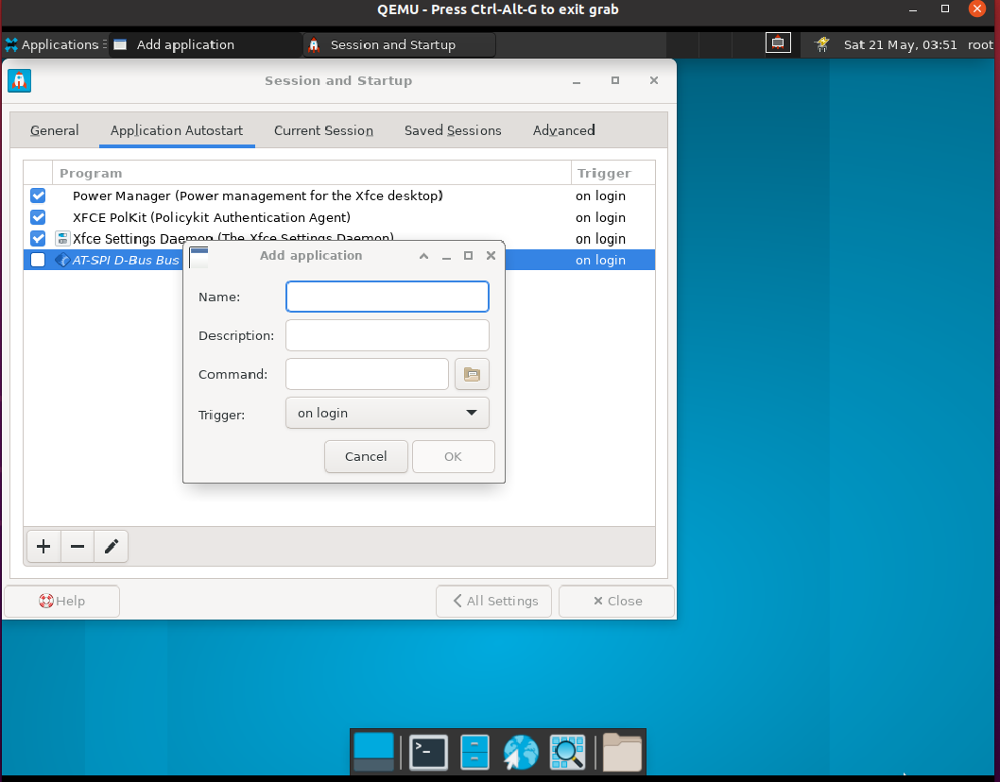 QEMU - Press Ctrl-Alt-G to exit grab
Applications Add application Session and Startup Sat 21 May, 03:51 root
Session and Startup
General Application Autostart Current Session Saved Sessions Advanced
Program Trigger
Power Manager (Power management for the Xfce desktop) on login
XFCE PolKit (Policykit Authentication Agent) on login
Xfce Settings Daemon (The Xfce Settings Daemon) on login
AT-SPI D-Bus Bus on login
Add application
Name:
Description:
Command:
Trigger: on login
Cancel OK
Help All Settings Close